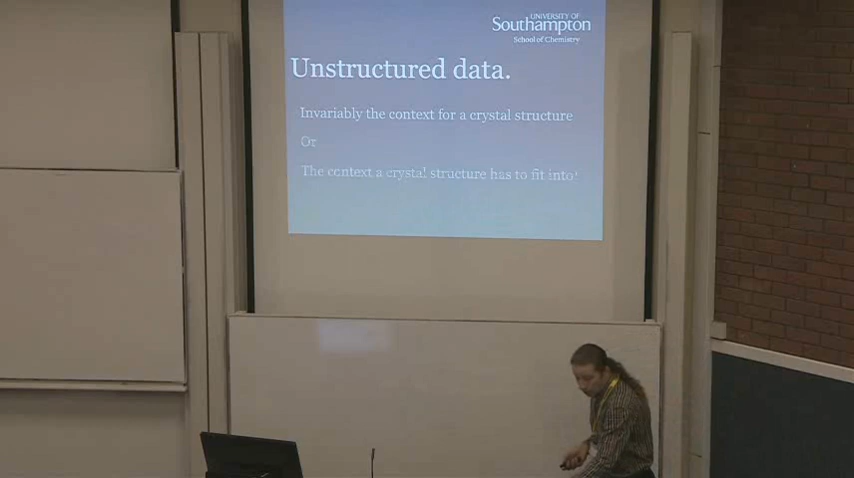 UNIVERSITY OF
Southampton
School of Chemistry
Unstructured data.
Invariably the context for a crystal structure
Or
The context a crystal structure has to fit into!